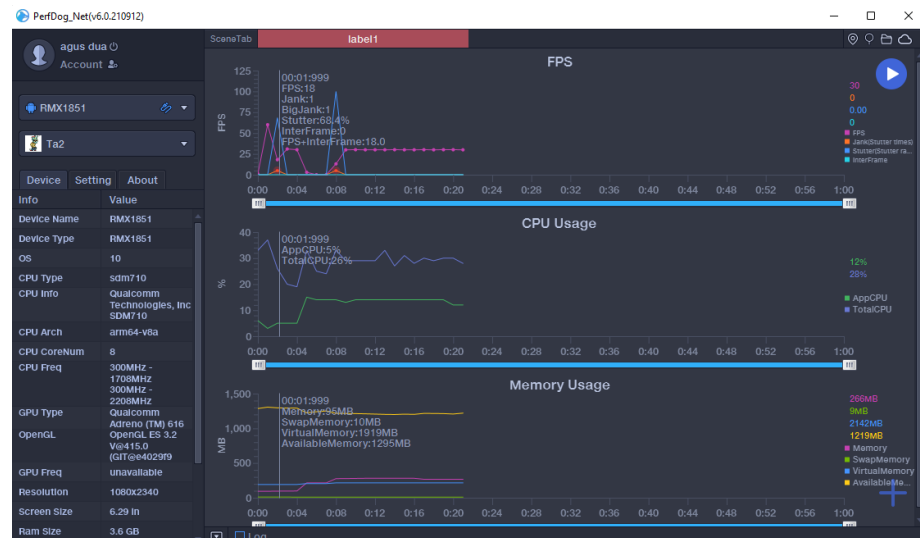 PerfDog_Net(v6.0.210912)
agus dua
Account
RMX1851
Ta2
Device Setting About
Info Value
Device Name RMX1851
Device Type RMX1851
OS 10
CPU Type sdm710
CPU Info Qualcomm
Technologies, Inc
SDM710
CPU Arch arm64-v8a
CPU CoreNum 8
CPU Freq 300MHz -
1708MHz
300MHz -
2208MHz
GPU Type Qualcomm
Adreno (TM) 616
OpenGL OpenGL ES 3.2
V@415.0
(GIT@e4029f9
GPU Freq unavailable
Resolution 1080x2340
Screen Size 6.29 in
Ram Size 3.6 GB
SceneTab label1
FPS
125
100
75
50
25
0
FPS
00:01:999
FPS:18
Jank:1
BigJank:1
Stutter:68.4%
InterFrame:0
FPS+InterFrame:18.0
30
0
0.00
0
FPS
Jank(Stutter times)
Stutter(Stutter ra...
InterFrame
0:00 0:04 0:08 0:12 0:16 0:20 0:24 0:28 0:32 0:36 0:40 0:44 0:48 0:52 0:56 1:00
CPU Usage
40
30
20
10
0
%
00:01:999
AppCPU:5%
TotalCPU:26%
12%
28%
AppCPU
TotalCPU
0:00 0:04 0:08 0:12 0:16 0:20 0:24 0:28 0:32 0:36 0:40 0:44 0:48 0:52 0:56 1:00
Memory Usage
1,500
1,000
500
0
MB
00:01:999
Memory:95MB
SwapMemory:10MB
VirtualMemory:1919MB
AvailableMemory:1295MB
266MB
9MB
2142MB
1219MB
Memory
SwapMemory
VirtualMemory
AvailableMe...
0:00 0:04 0:08 0:12 0:16 0:20 0:24 0:28 0:32 0:36 0:40 0:44 0:48 0:52 0:56 1:00
Log